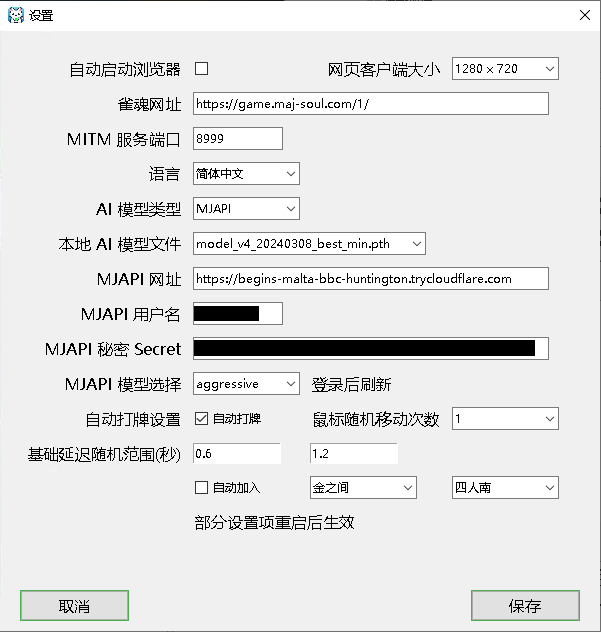 设置
自动启动浏览器 网页客户端大小 1280 x 720
雀魂网址 https://game.maj-soul.com/1/
MITM 服务端口 8999
语言 简体中文
AI 模型类型 MJAPI
本地 AI 模型文件 model_v4_20240308_best_min.pth
MJAPI 网址 https://begins-malta-bbc-huntington.trycloudflare.com
MJAPI 用户名
MJAPI 秘密 Secret
MJAPI 模型选择 aggressive 登录后刷新
自动打牌设置 自动打牌 鼠标随机移动次数 1
基础延迟随机范围(秒) 0.6 1.2
自动加入 金之间 四人南
部分设置项重启后生效
取消 保存